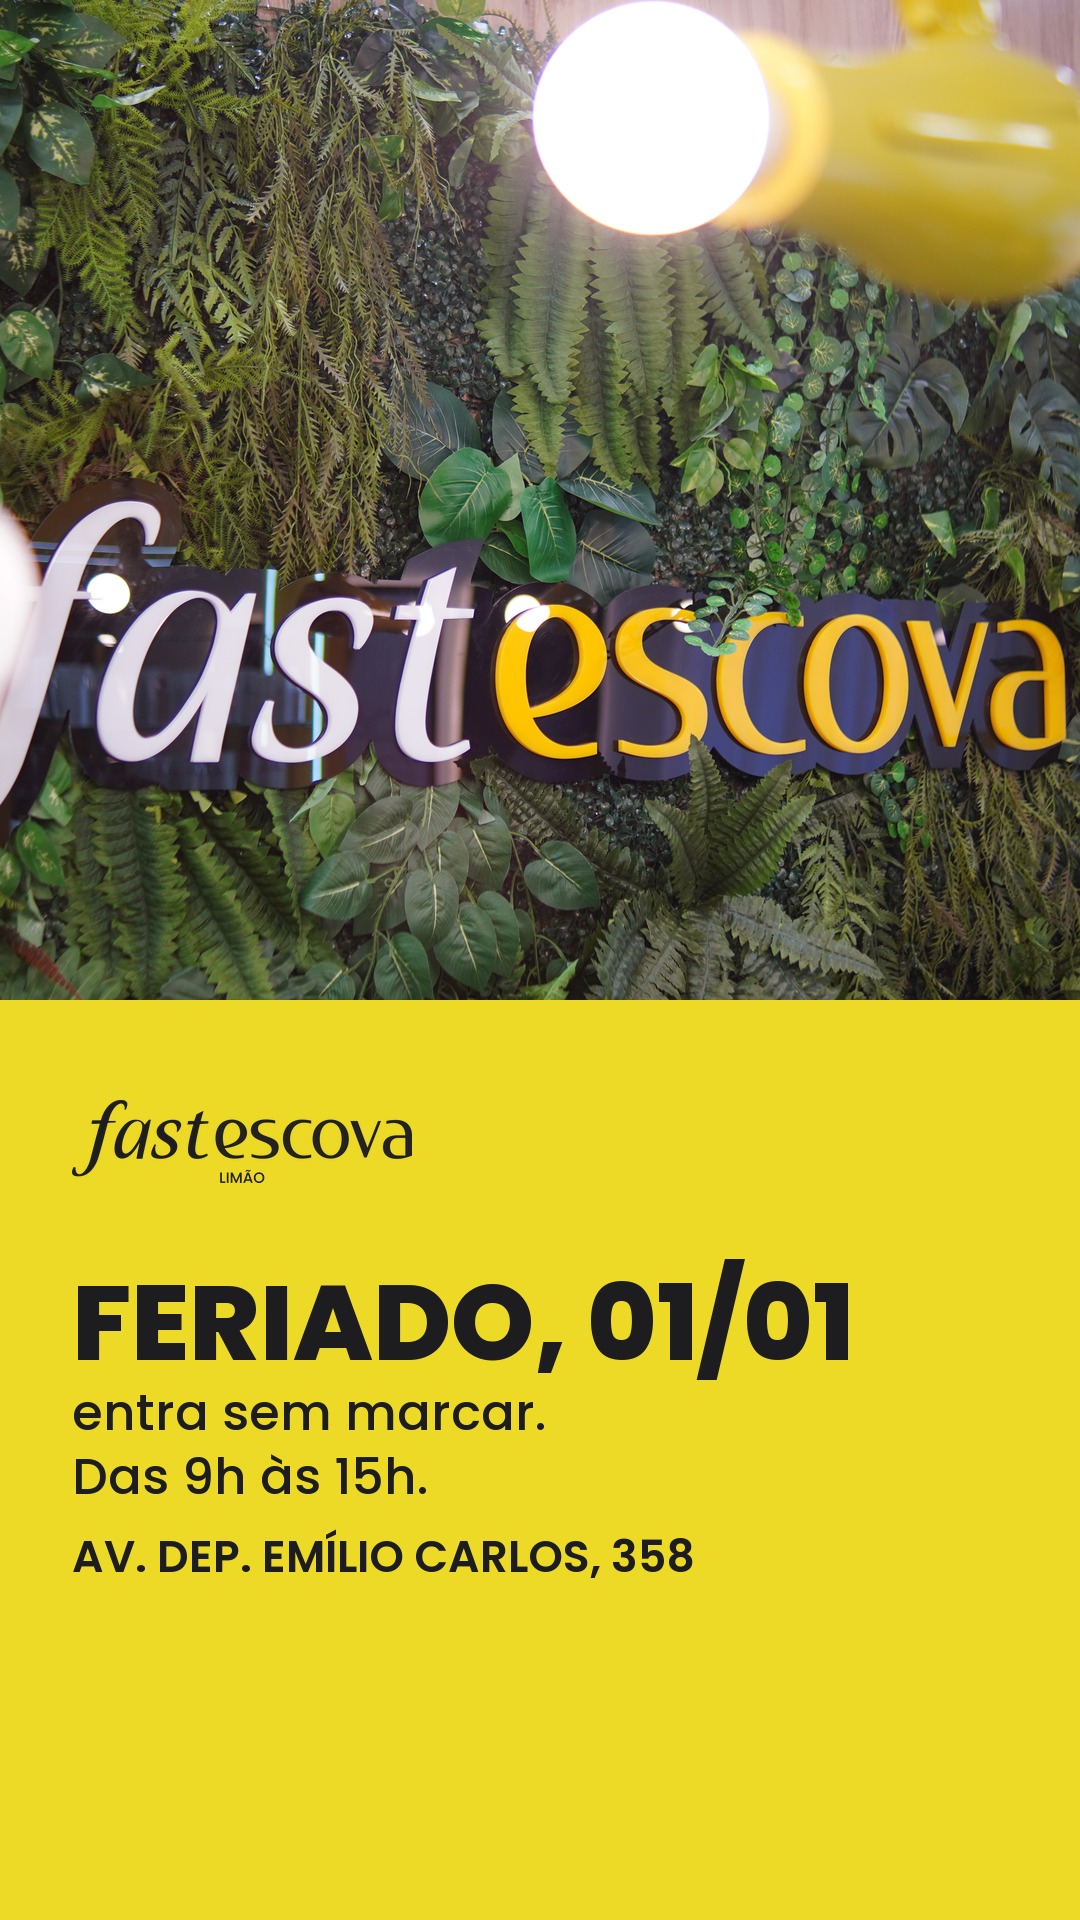 fastescova
fastescova
LIMÃO
FERIADO, 01/01
entra sem marcar.
Das 9h às 15h.
AV. DEP. EMÍLIO CARLOS, 358